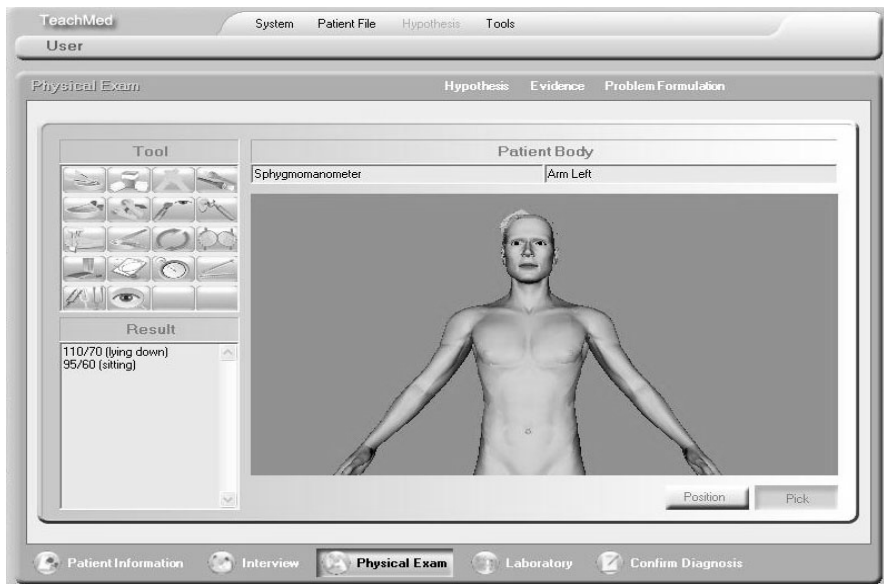 TeachMed
System Patient File Hypothesis Tools
User
Physical Exam
Hypothesis Evidence Problem Formulation
Tool
Patient Body
Sphygmomanometer
Arm Left
Result
110/70 (lying down)
95/60 (sitting)
Position
Pick
Patient Information Interview Physical Exam Laboratory Confirm Diagnosis